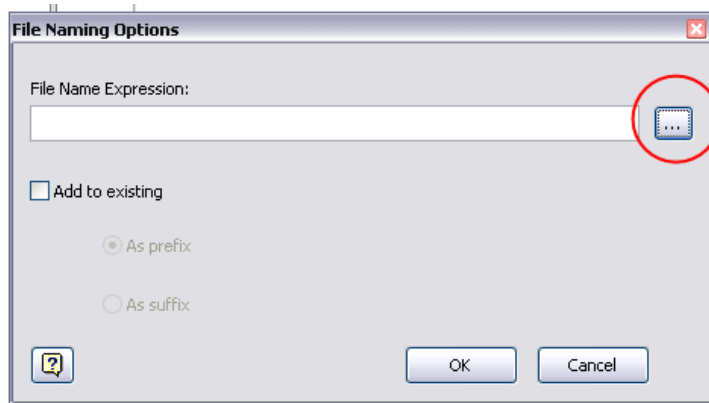 File Naming Options
File Name Expression:
...
Add to existing
As prefix
As suffix
?
OK
Cancel